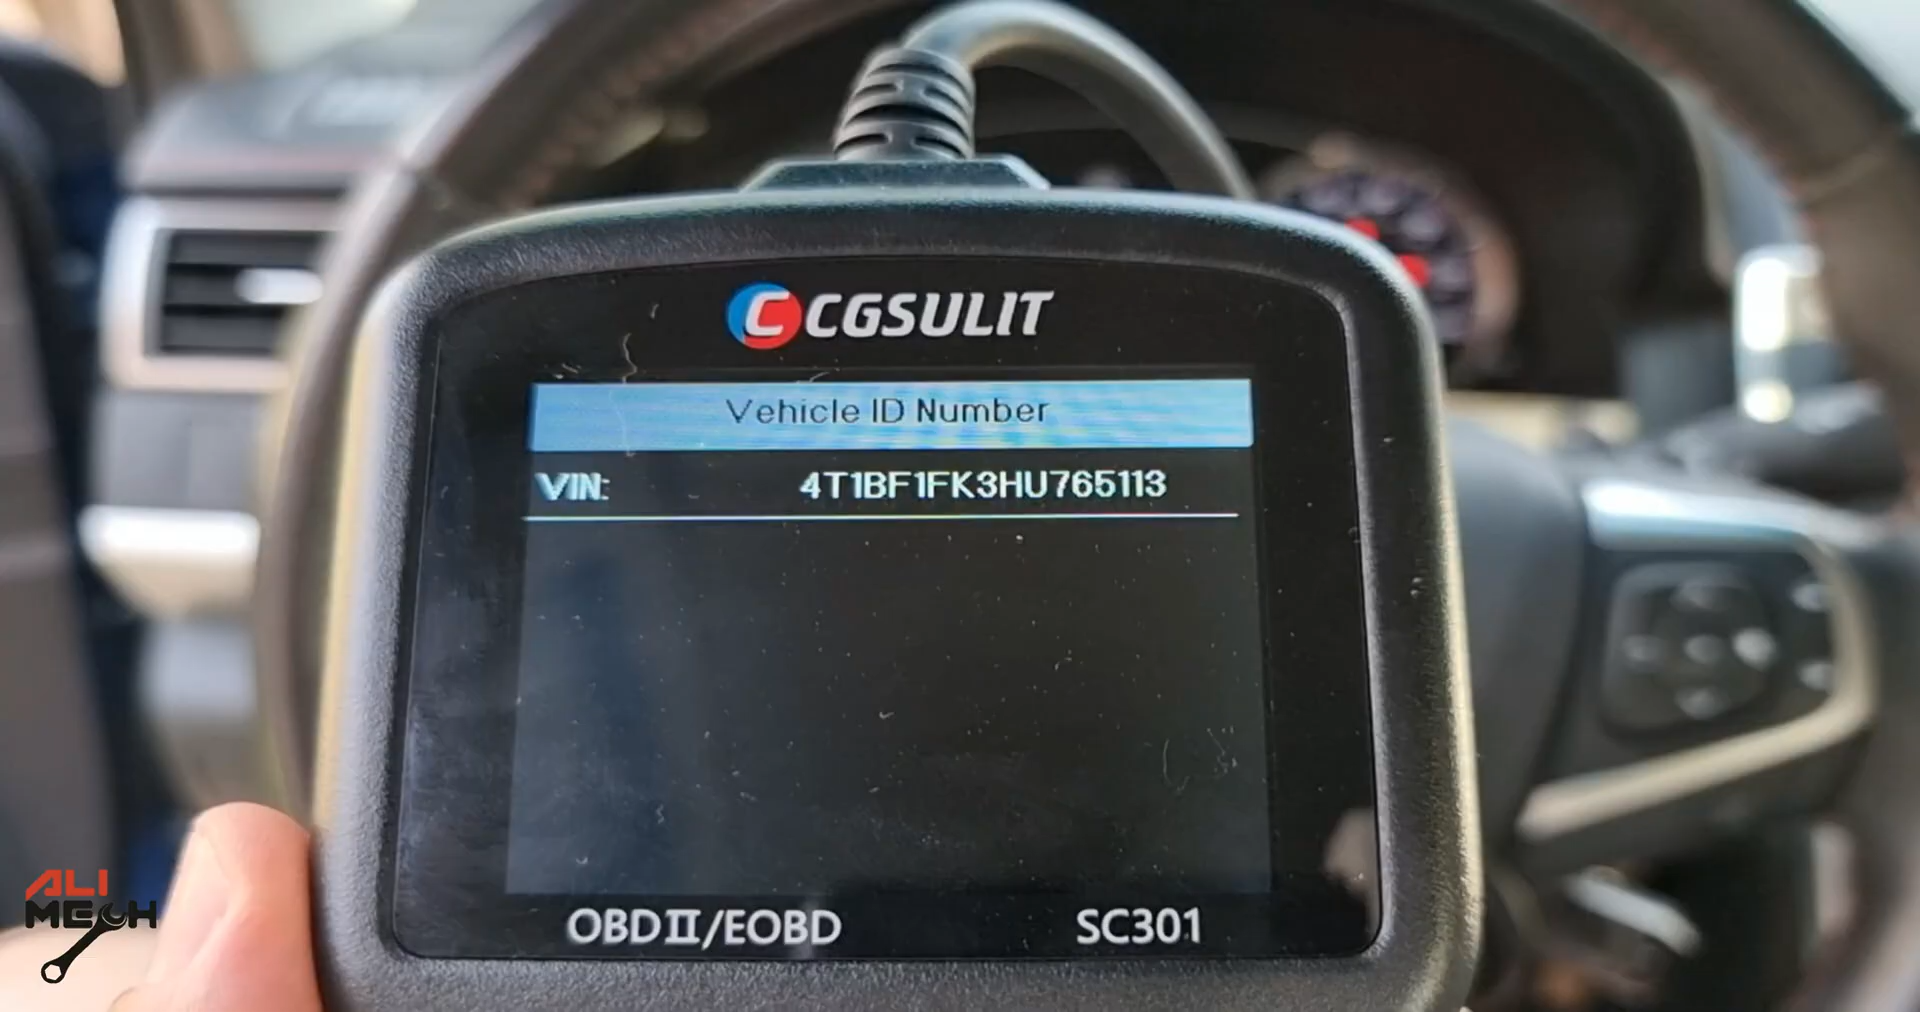 CGSULIT
Vehicle ID Number
VIN: 4T1BF1FK3HU765113
OBDII/EOBD SC301
ALI
MECH